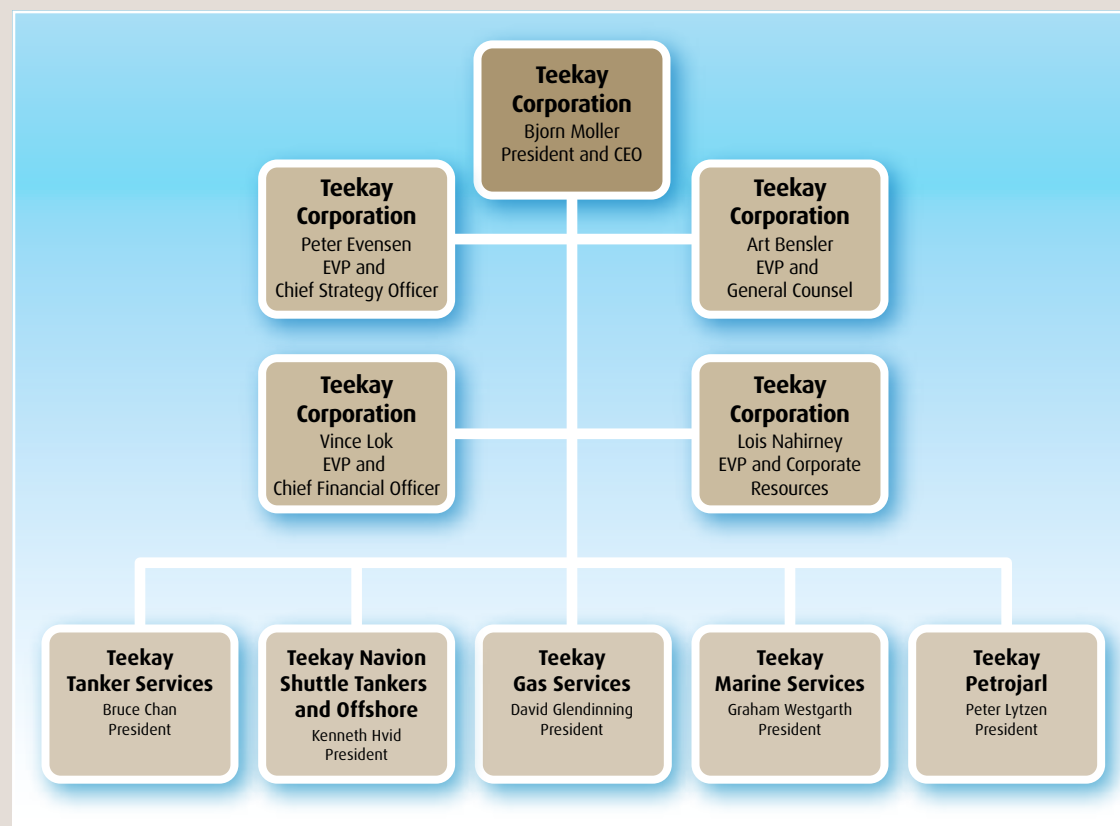 Teekay
Corporation
Bjorn Moller
President and CEO
Teekay
Corporation
Peter Evensen
EVP and
Chief Strategy Officer
Teekay
Corporation
Art Bensler
EVP and
General Counsel
Teekay
Corporation
Vince Lok
EVP and
Chief Financial Officer
Teekay
Corporation
Lois Nahirney
EVP and Corporate
Resources
Teekay
Tanker Services
Bruce Chan
President
Teekay Navion
Shuttle Tankers
and Offshore
Kenneth Hvid
President
Teekay
Gas Services
David Glendinning
President
Teekay
Marine Services
Graham Westgarth
President
Teekay
Petrojarl
Peter Lytzen
President